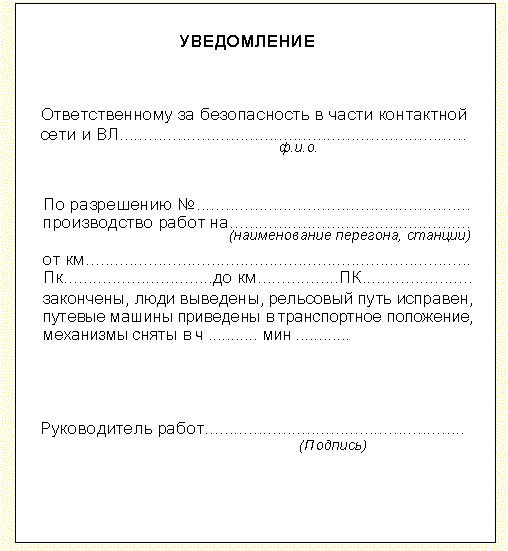 УВЕДОМЛЕНИЕ
Ответственному за безопасность в части контактной
сети и ВЛ.......................................................................
ф.и.о.
По разрешению №........................................................
производство работ на.................................................
(наименование перегона, станции)
от км...............................................................................
Пк...............................до км.................ПК.......................
закончены, люди выведены, рельсовый путь исправен,
путевые машины приведены в транспортное положение,
механизмы сняты в ч ........... мин ............
Руководитель работ.....................................................
(Подпись)